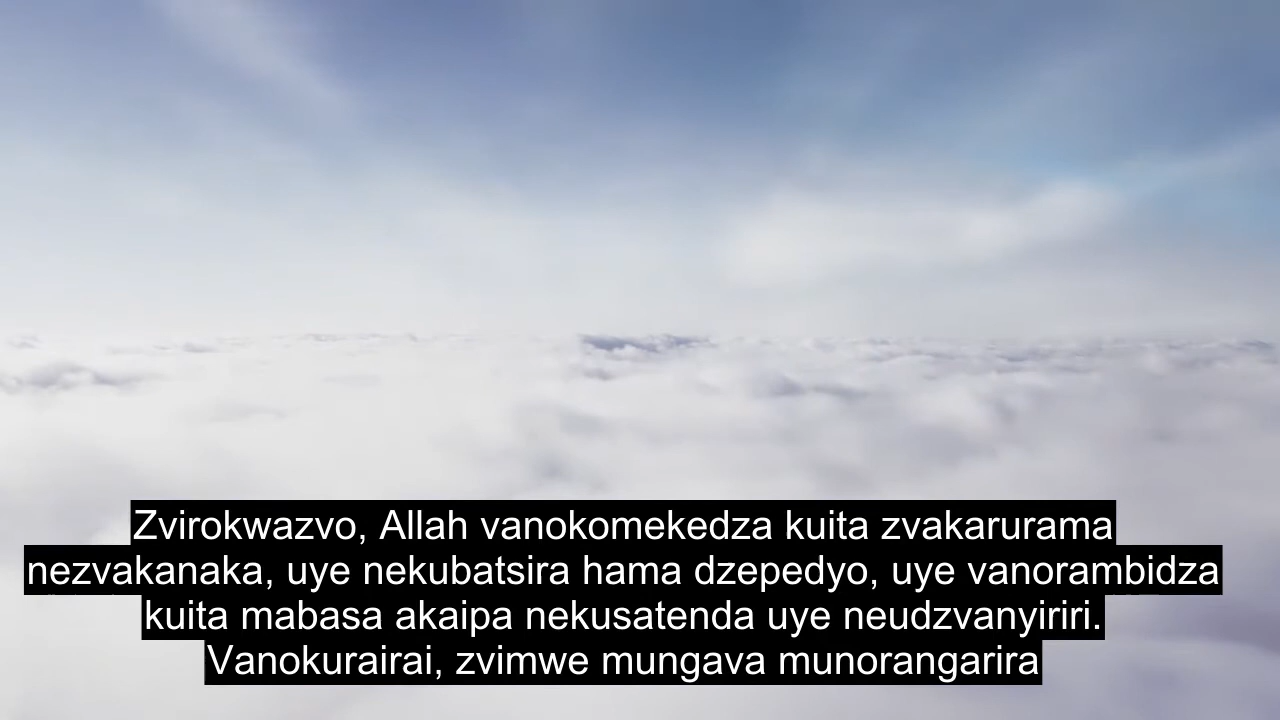 Zvirokwazvo, Allah vanokomekedza kuita zvakarurama
nezvakanaka, uye nekubatsira hama dzepedyo, uye vanorambidza
kuita mabasa akaipa nekusatenda uye neudzvanyiriri.
Vanokurairai, zvimwe mungava munorangarira